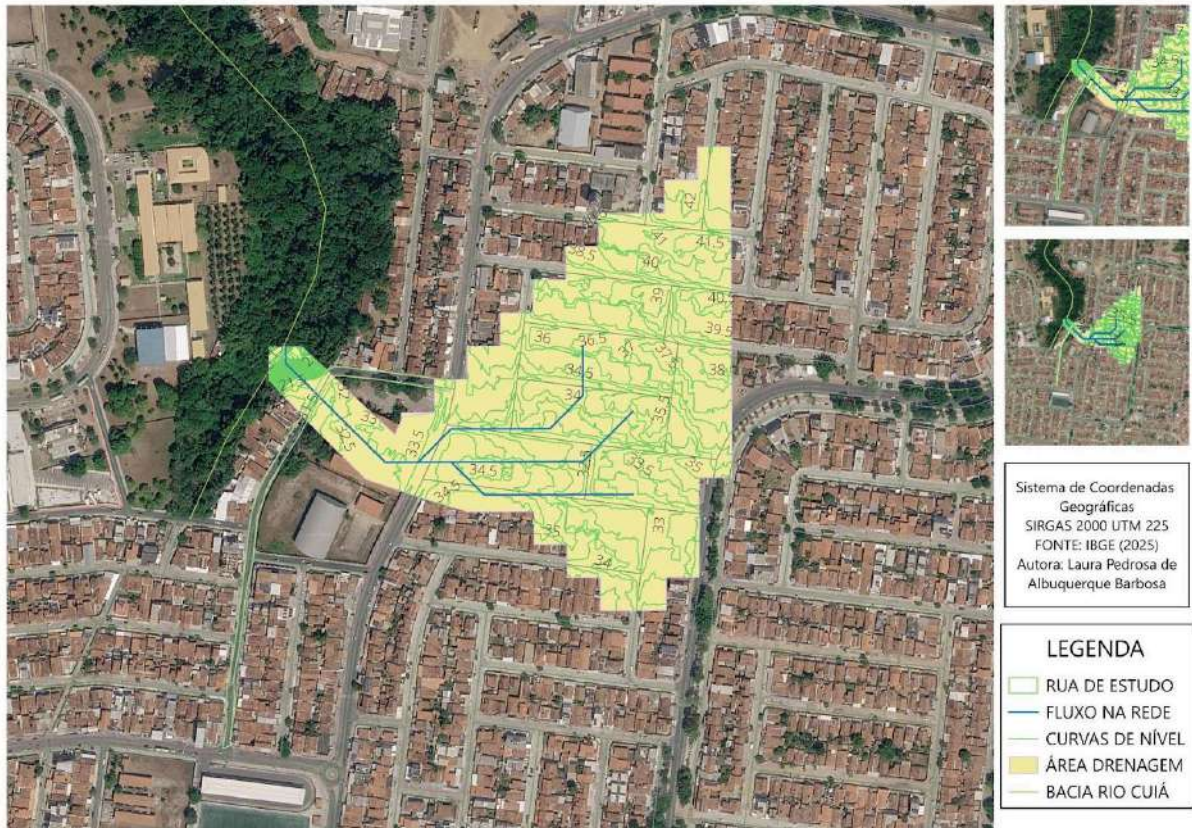 42
41
41.5
38.5
40
39
40.
39.5
36
36.5
37
37.
38.
34.5
34
35.5
33
32.5
33.5
34.5
33.5
35
34.5
35
33
34
Sistema de Coordenadas
Geográficas
SIRGAS 2000 UTM 225
FONTE: IBGE (2025)
Autora: Laura Pedrosa de
Albuquerque Barbosa
LEGENDA
RUA DE ESTUDO
FLUXO NA REDE
CURVAS DE NÍVEL
ÁREA DRENAGEM
BACIA RIO CUIÁ